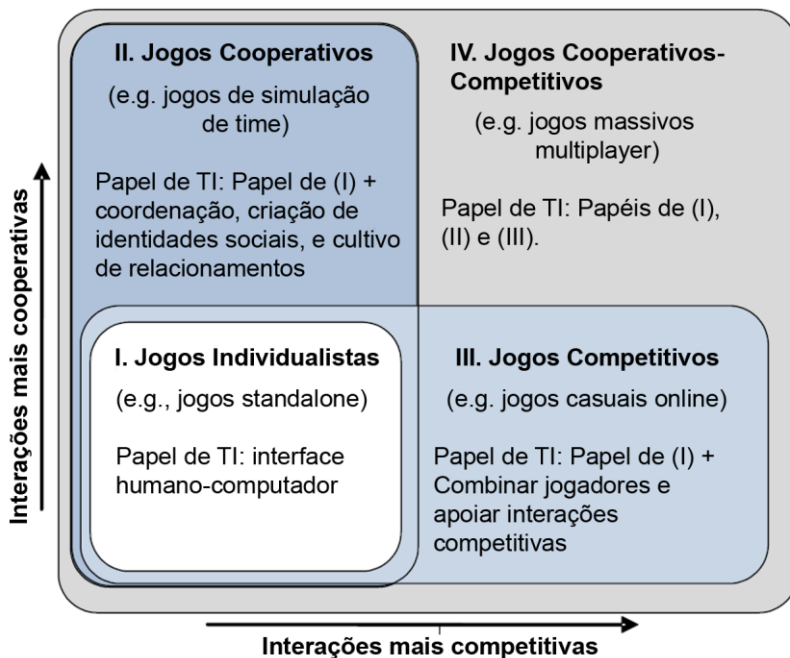 II. Jogos Cooperativos
(e.g. jogos de simulação
de time)
Papel de TI: Papel de (I) +
coordenação, criação de
identidades sociais, e cultivo
de relacionamentos
IV. Jogos Cooperativos-
Competitivos
(e.g. jogos massivos
multiplayer)
Papel de TI: Papéis de (I),
(II) e (III).
I. Jogos Individualistas
(e.g., jogos standalone)
Papel de TI: interface
humano-computador
III. Jogos Competitivos
(e.g. jogos casuais online)
Papel de TI: Papel de (I) +
Combinar jogadores e
apoiar interações
competitivas
Interações mais cooperativas
Interações mais competitivas